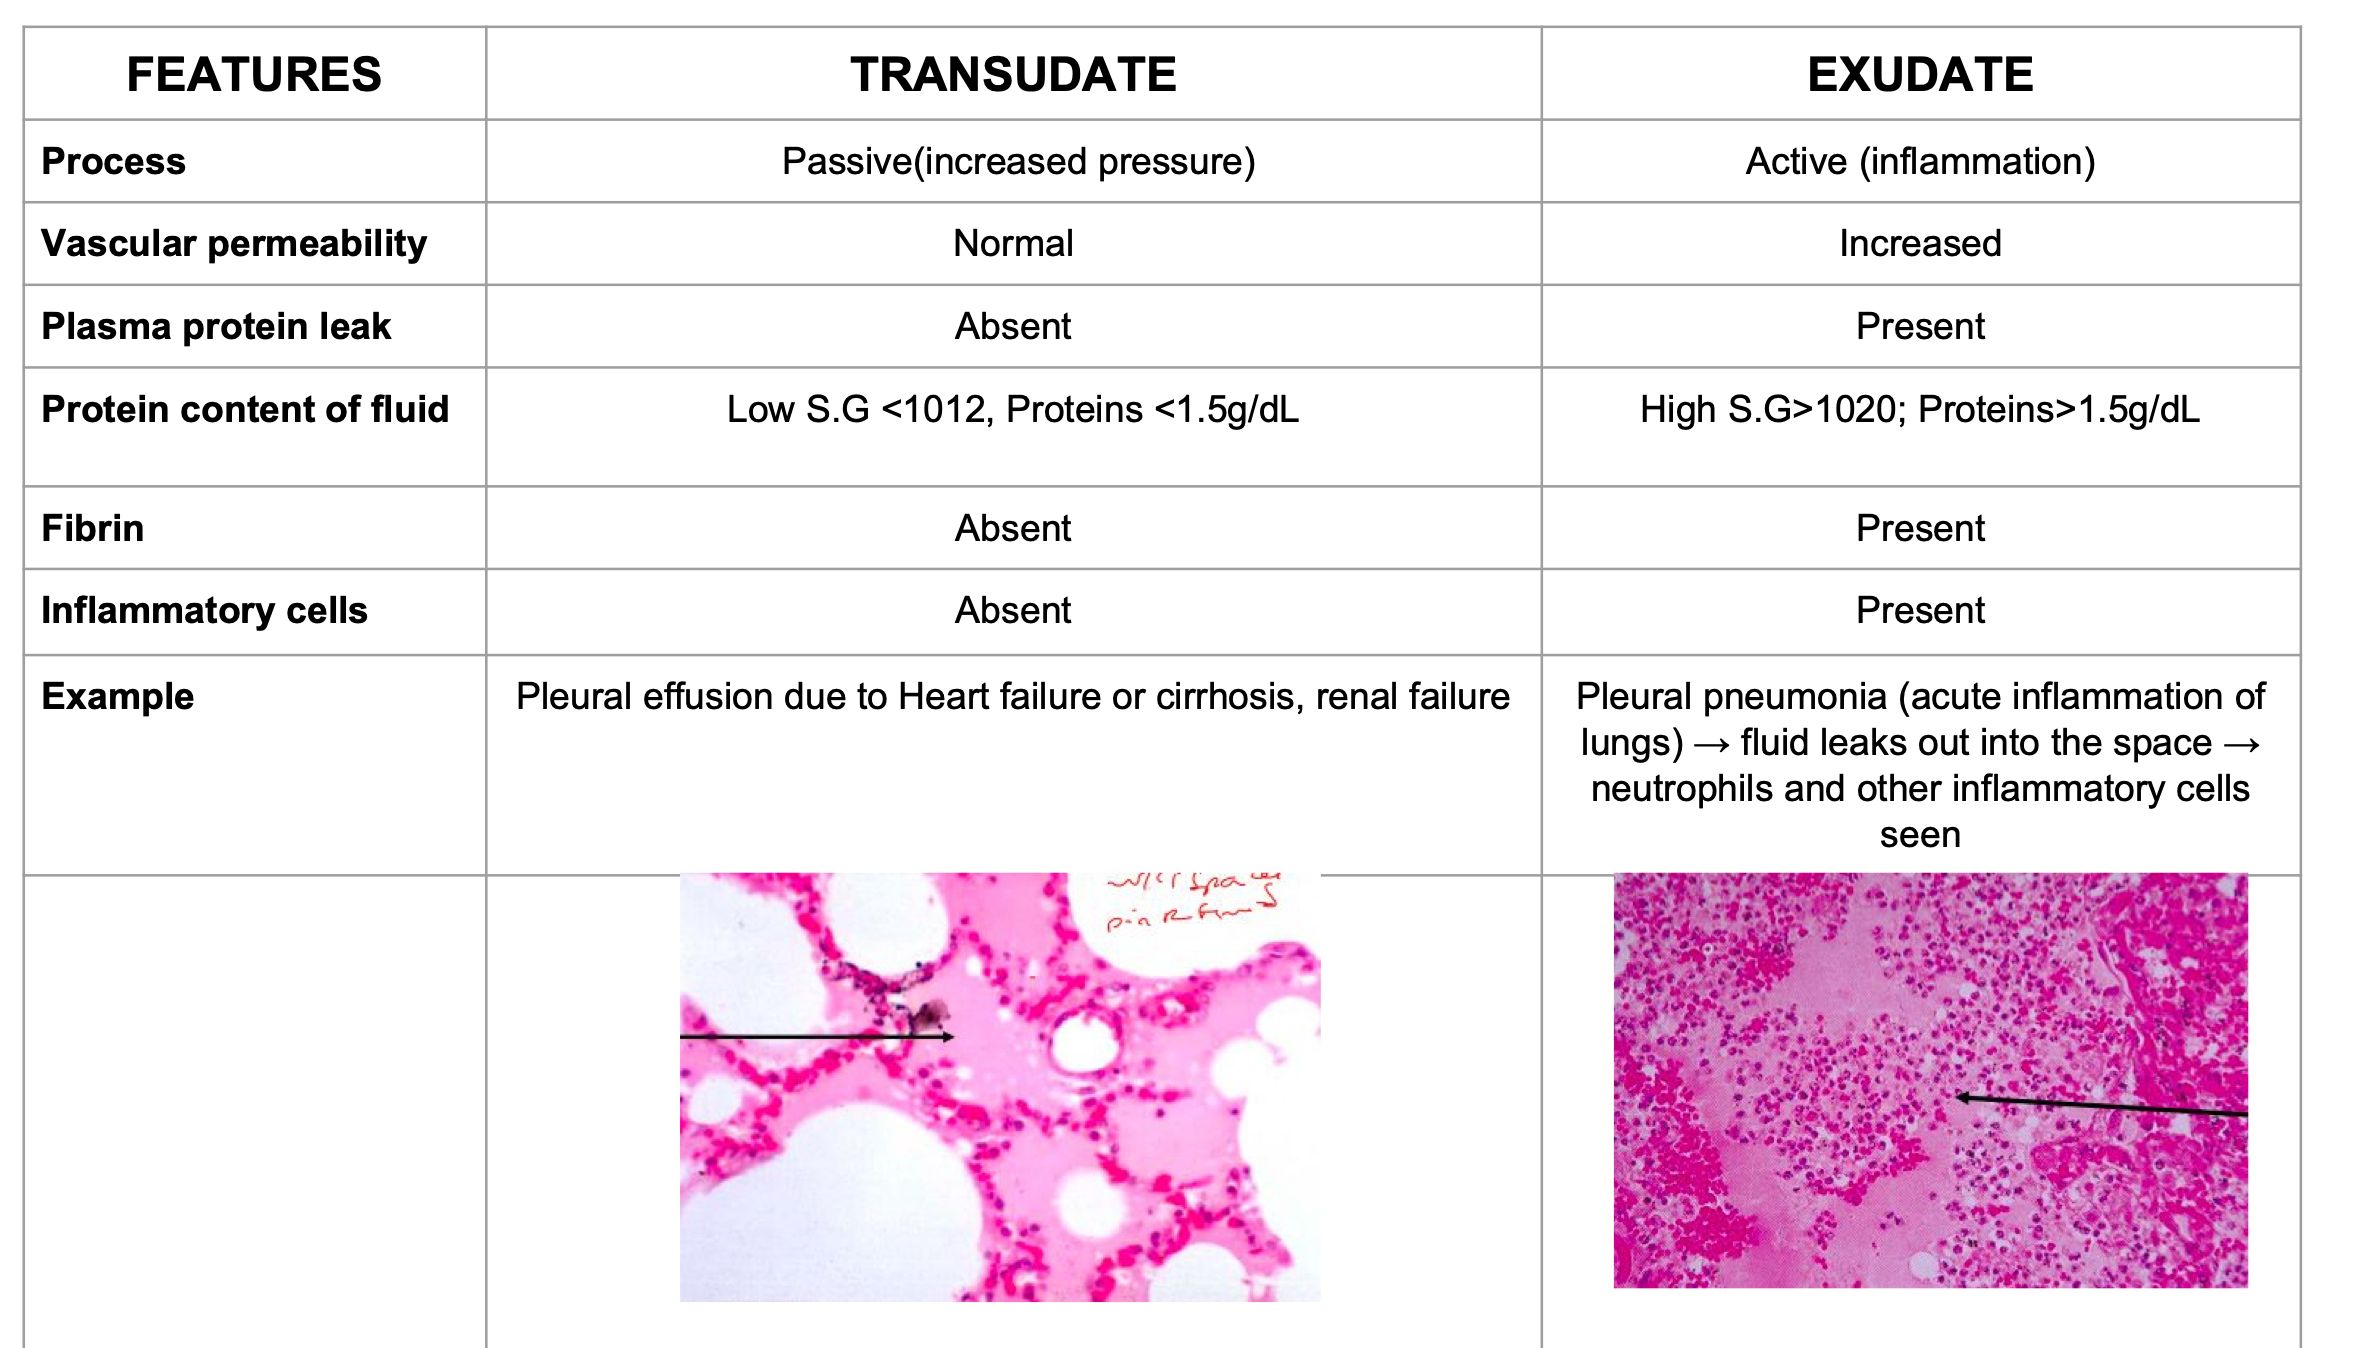 FEATURES TRANSUDATE EXUDATE
Process Passive(increased pressure) Active (inflammation)
Vascular permeability Normal Increased
Plasma protein leak Absent Present
Protein content of fluid Low S.G <1012, Proteins <1.5g/dL High S.G>1020; Proteins>1.5g/dL
Fibrin Absent Present
Inflammatory cells Absent Present
Example Pleural effusion due to Heart failure or cirrhosis, renal failure Pleural pneumonia (acute inflammation of
lungs) → fluid leaks out into the space →
neutrophils and other inflammatory cells
seen